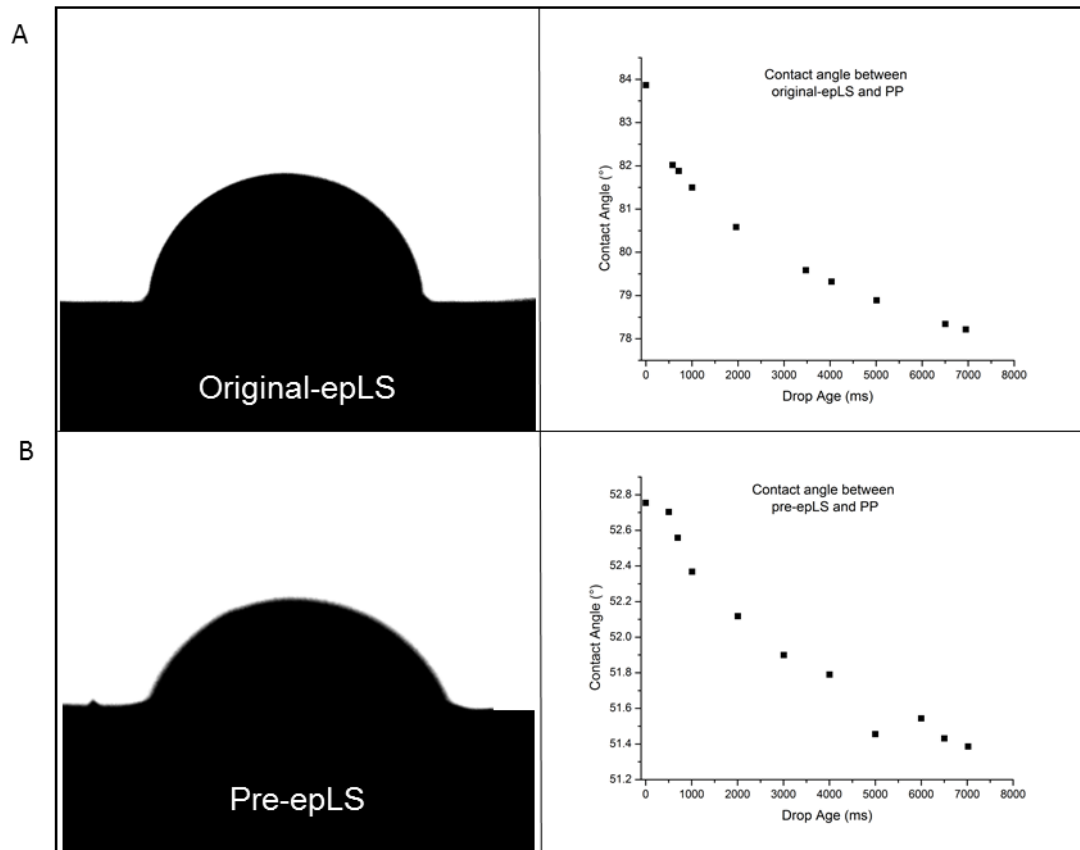 A
Original-epLS
Contact angle between
original-epLS and PP
Contact Angle (°)
84
83
82
81
80
79
78
0 1000 2000 3000 4000 5000 6000 7000 8000
Drop Age (ms)
B
Pre-epLS
Contact angle between
pre-epLS and PP
Contact Angle (°)
52.8
52.6
52.4
52.2
52.0
51.8
51.6
51.4
51.2
0 1000 2000 3000 4000 5000 6000 7000 8000
Drop Age (ms)